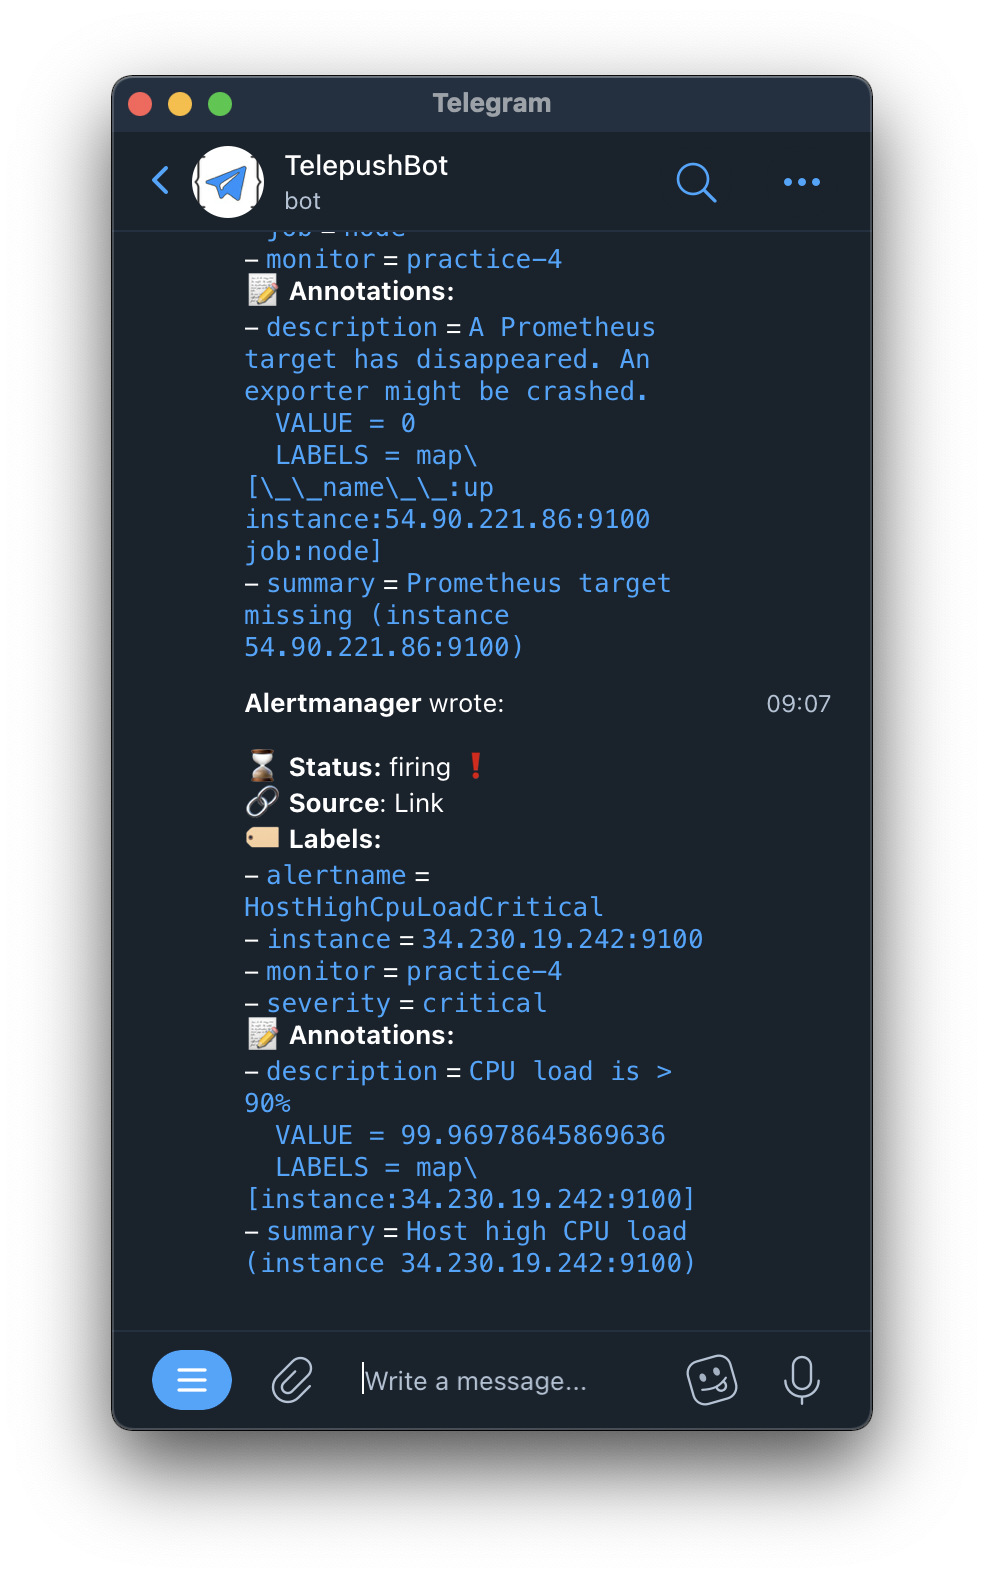 Telegram
TelepushBot
bot
– job = node
– monitor = practice-4
Annotations:
– description = A Prometheus
target has disappeared. An
exporter might be crashed.
VALUE = 0
LABELS = map\
[\_\_name\_\_:up
instance:54.90.221.86:9100
job:node]
– summary = Prometheus target
missing (instance
54.90.221.86:9100)
Alertmanager wrote: 09:07
Status: firing
Source: Link
Labels:
– alertname =
HostHighCpuLoadCritical
– instance = 34.230.19.242:9100
– monitor = practice-4
– severity = critical
Annotations:
– description = CPU load is >
90%
VALUE = 99.96978645869636
LABELS = map\
[instance:34.230.19.242:9100]
– summary = Host high CPU load
(instance 34.230.19.242:9100)
Write a message...